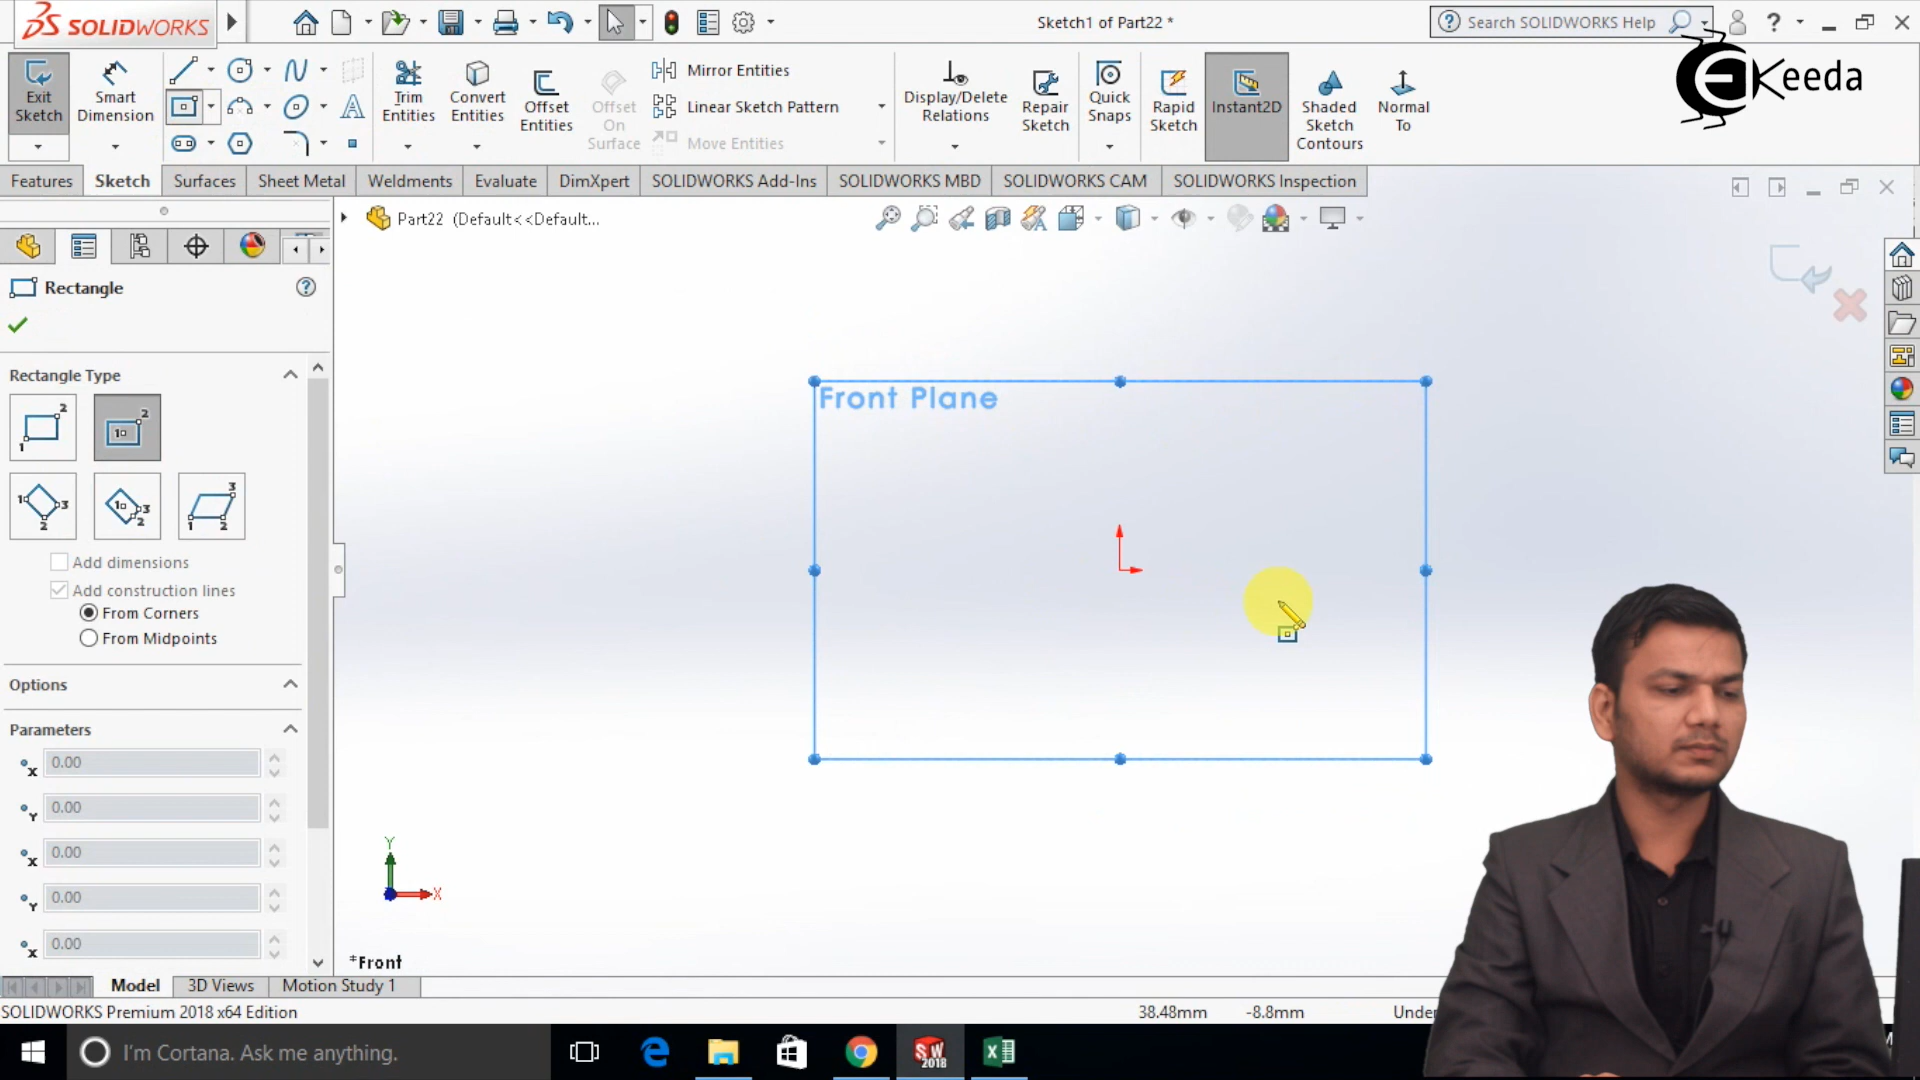 SOLIDWORKS
Sketch1 of Part22 *
Search SOLIDWORKS Help
Keeda
Exit Sketch
Smart Dimension
Trim Entities
Convert Entities
Offset Entities
Offset On Surface
Mirror Entities
Linear Sketch Pattern
Move Entities
Display/Delete Relations
Repair Sketch
Quick Snaps
Rapid Sketch
Instant2D
Shaded Sketch Contours
Normal To
Features
Sketch
Surfaces
Sheet Metal
Weldments
Evaluate
DimXpert
SOLIDWORKS Add-Ins
SOLIDWORKS MBD
SOLIDWORKS CAM
SOLIDWORKS Inspection
Part22 (Default<<Default...
Rectangle
Rectangle Type
Add dimensions
Add construction lines
From Corners
From Midpoints
Options
Parameters
X 0.00
Y 0.00
X 0.00
Y 0.00
X 0.00
Front Plane
Y
X
*Front
Model
3D Views
Motion Study 1
SOLIDWORKS Premium 2018 x64 Edition
38.48mm
-8.8mm
Under
I'm Cortana. Ask me anything.
SW 2018